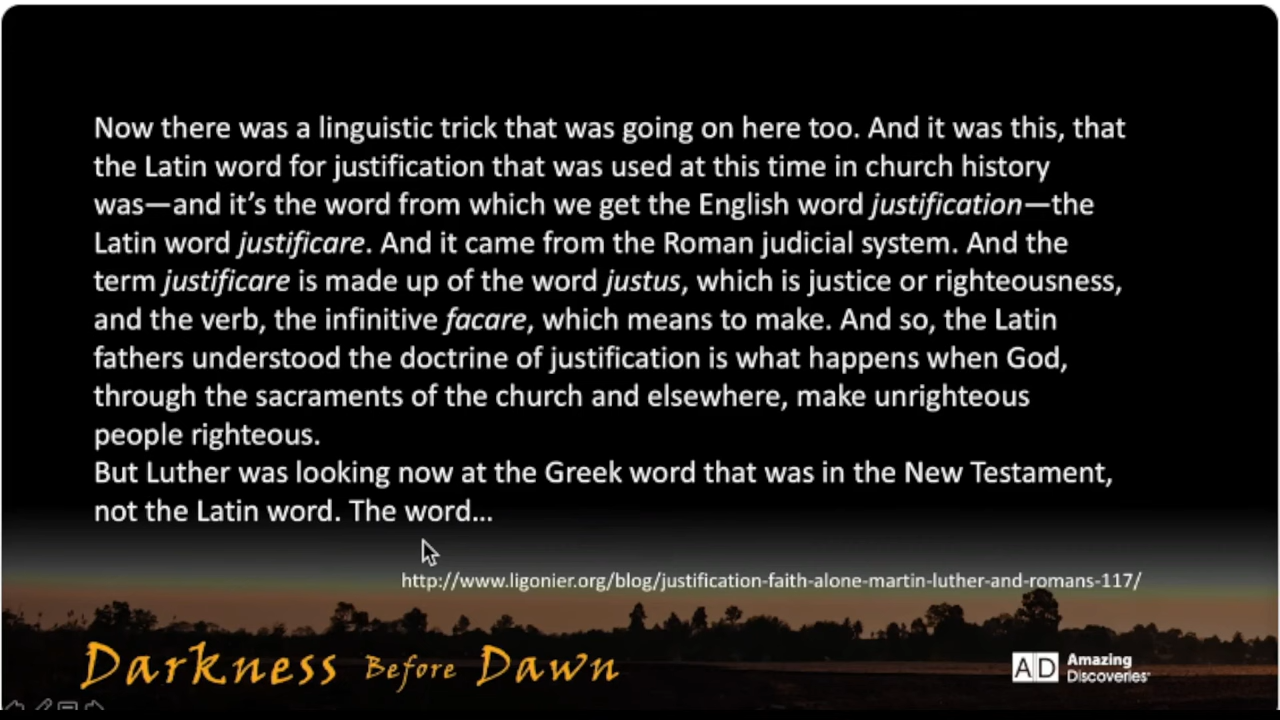 Now there was a linguistic trick that was going on here too. And it was this, that
the Latin word for justification that was used at this time in church history
was—and it’s the word from which we get the English word justification—the
Latin word justificare. And it came from the Roman judicial system. And the
term justificare is made up of the word justus, which is justice or righteousness,
and the verb, the infinitive facare, which means to make. And so, the Latin
fathers understood the doctrine of justification is what happens when God,
through the sacraments of the church and elsewhere, make unrighteous
people righteous.
But Luther was looking now at the Greek word that was in the New Testament,
not the Latin word. The word...
http://www.ligonier.org/blog/justification-faith-alone-martin-luther-and-romans-117/
Darkness Before Dawn
AD Amazing
Discoveries